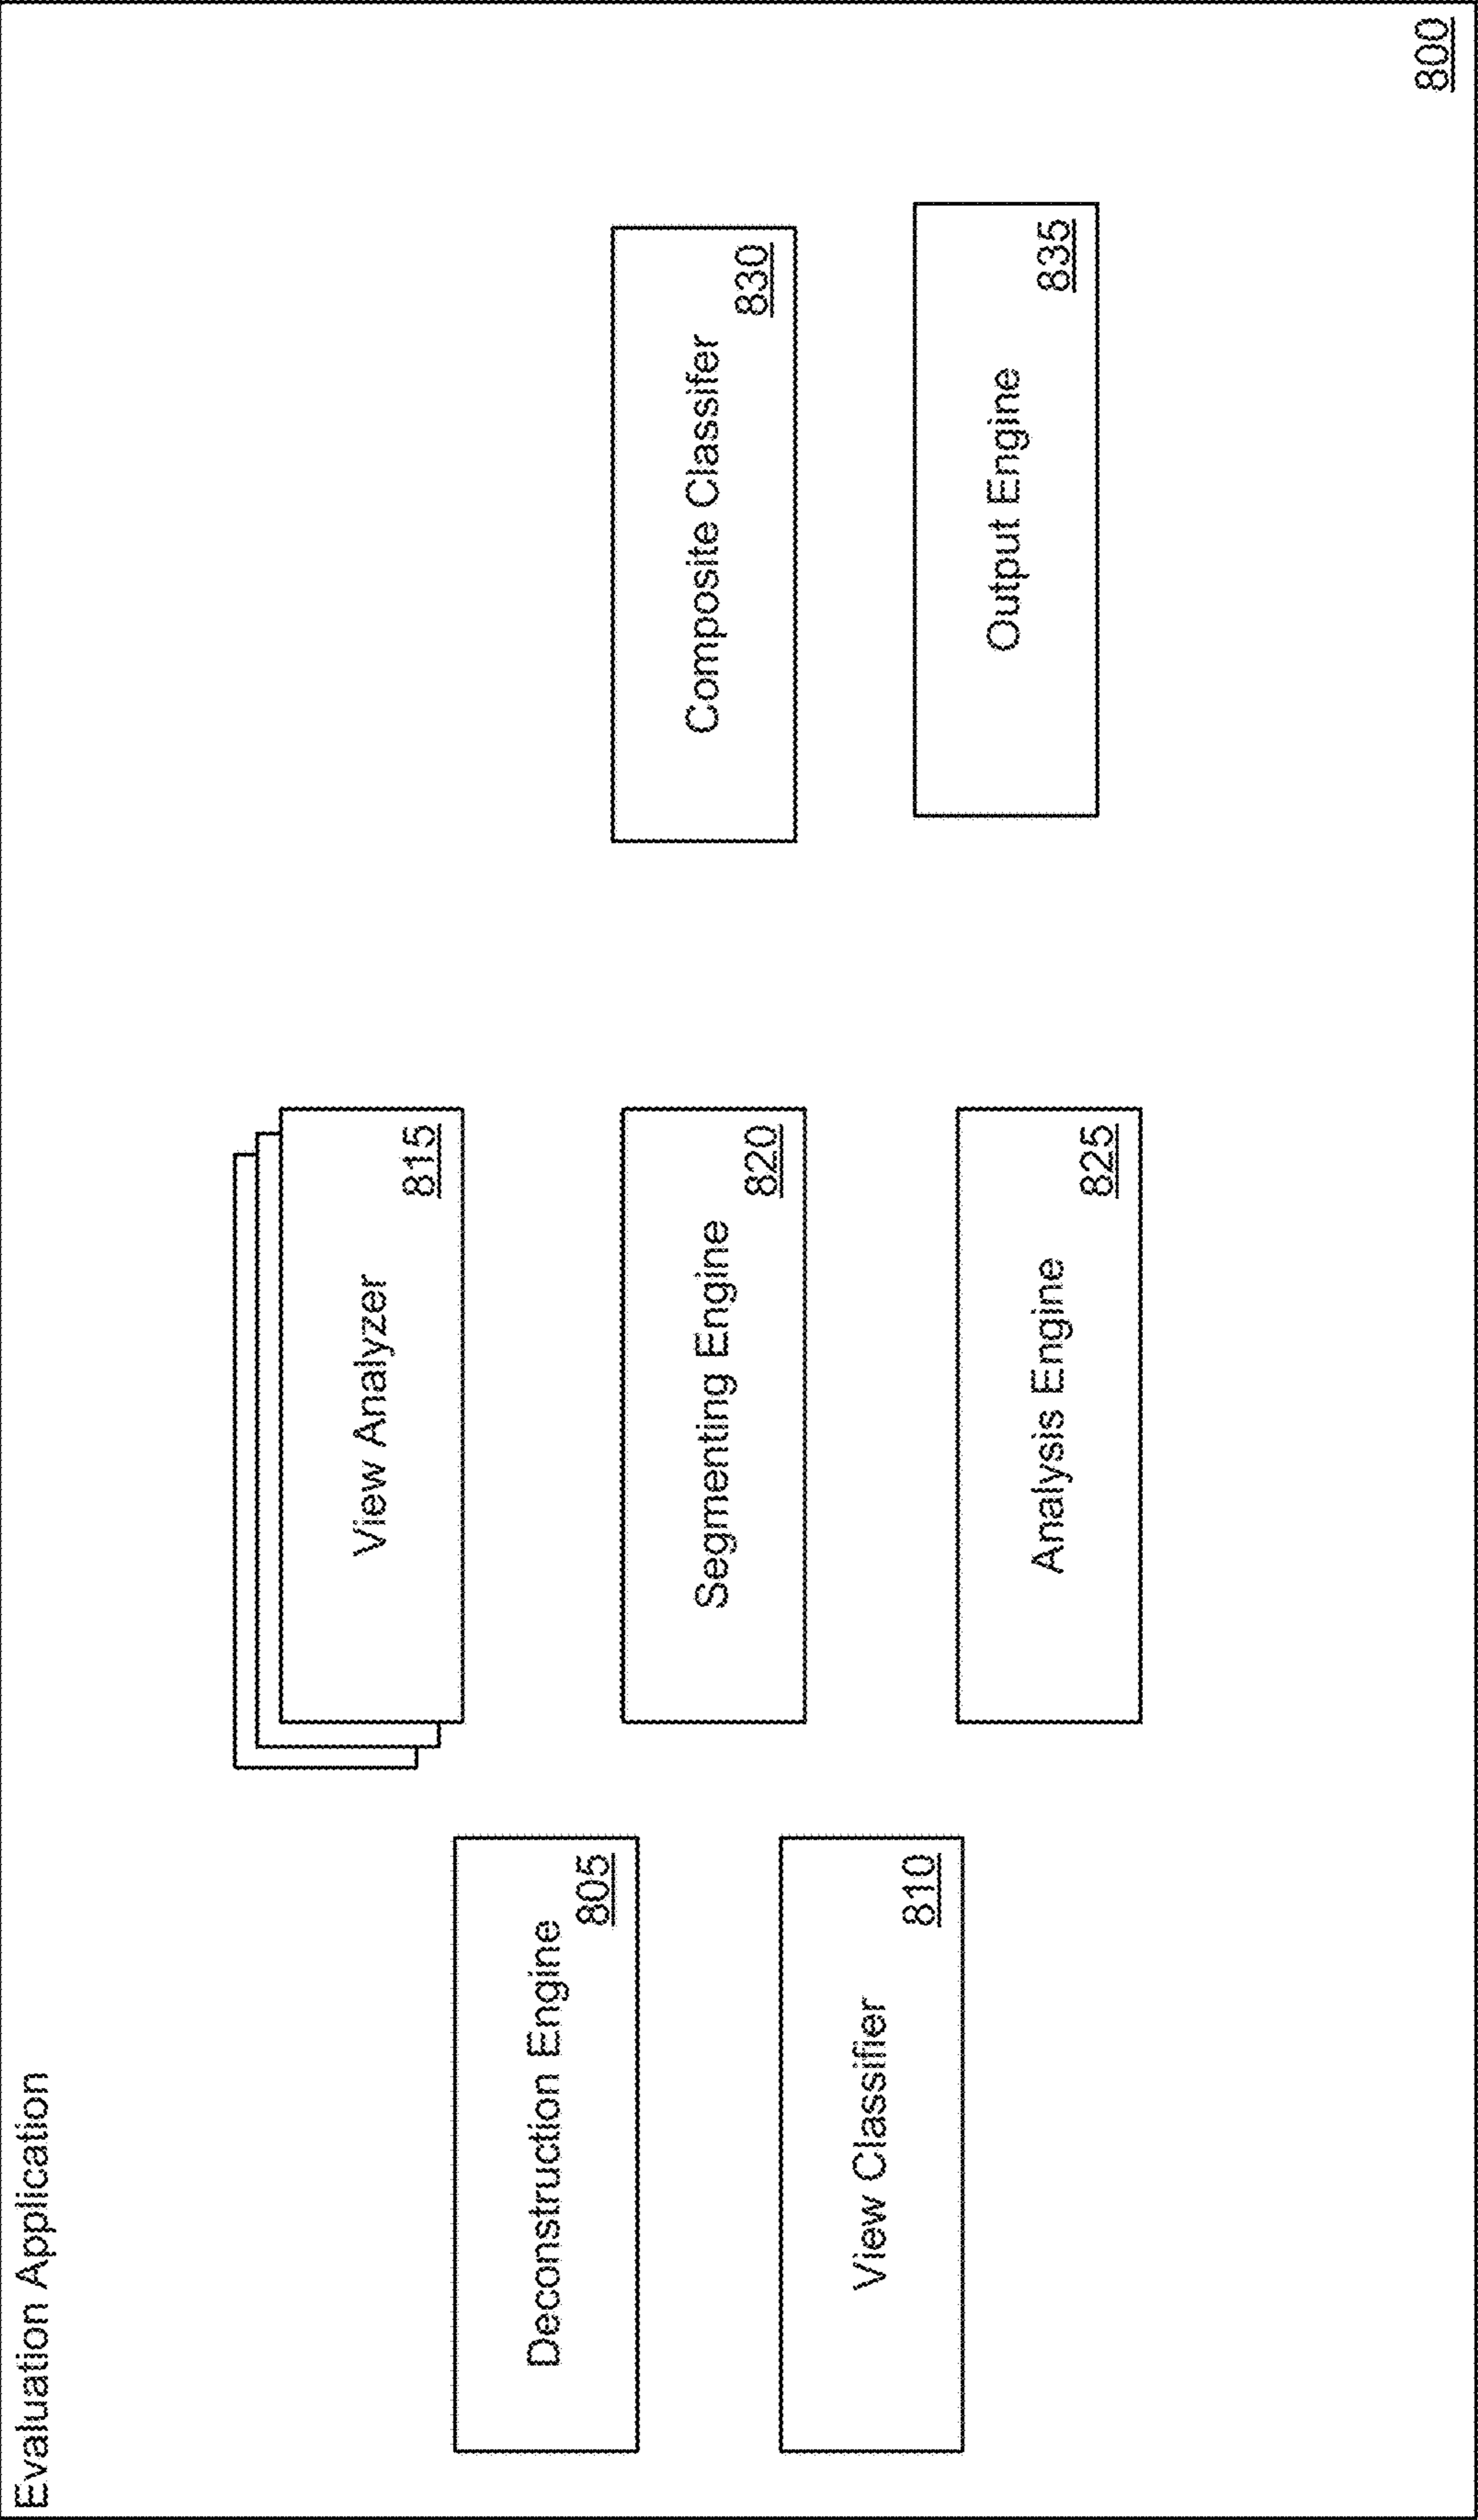 Evaluation Application
Deconstruction Engine
805
View Classifier
810
View Analyzer
815
Segmenting Engine
820
Analysis Engine
825
Composite Classifer
830
Output Engine
835
800